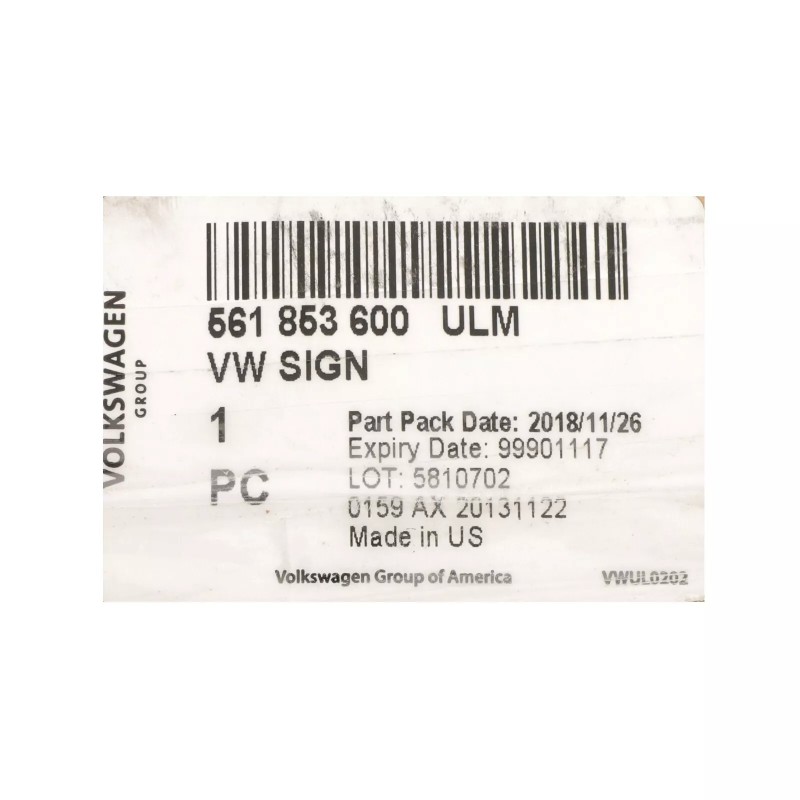 VOLKSWAGEN
GROUP
561 853 600 ULM
VW SIGN
1
PC
Part Pack Date: 2018/11/26
Expiry Date: 99901117
LOT: 5810702
0159 AX 20131122
Made in US
Volkswagen Group of America
VWUL0202